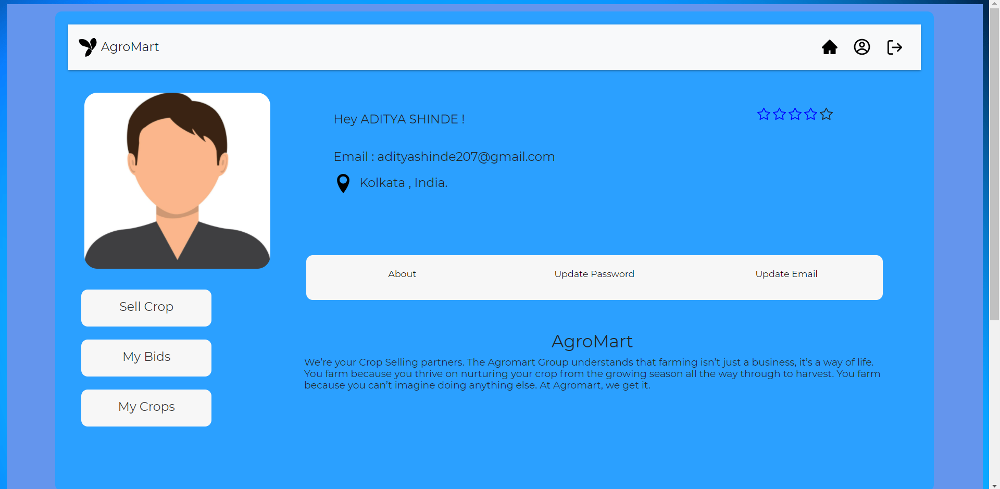 AgroMart
Hey ADITYA SHINDE !
Email : adityashinde207@gmail.com
Kolkata , India.
About
Update Password
Update Email
Sell Crop
My Bids
My Crops
AgroMart
We’re your Crop Selling partners. The Agromart Group understands that farming isn’t just a business, it’s a way of life.
You farm because you thrive on nurturing your crop from the growing season all the way through to harvest. You farm
because you can’t imagine doing anything else. At Agromart, we get it.